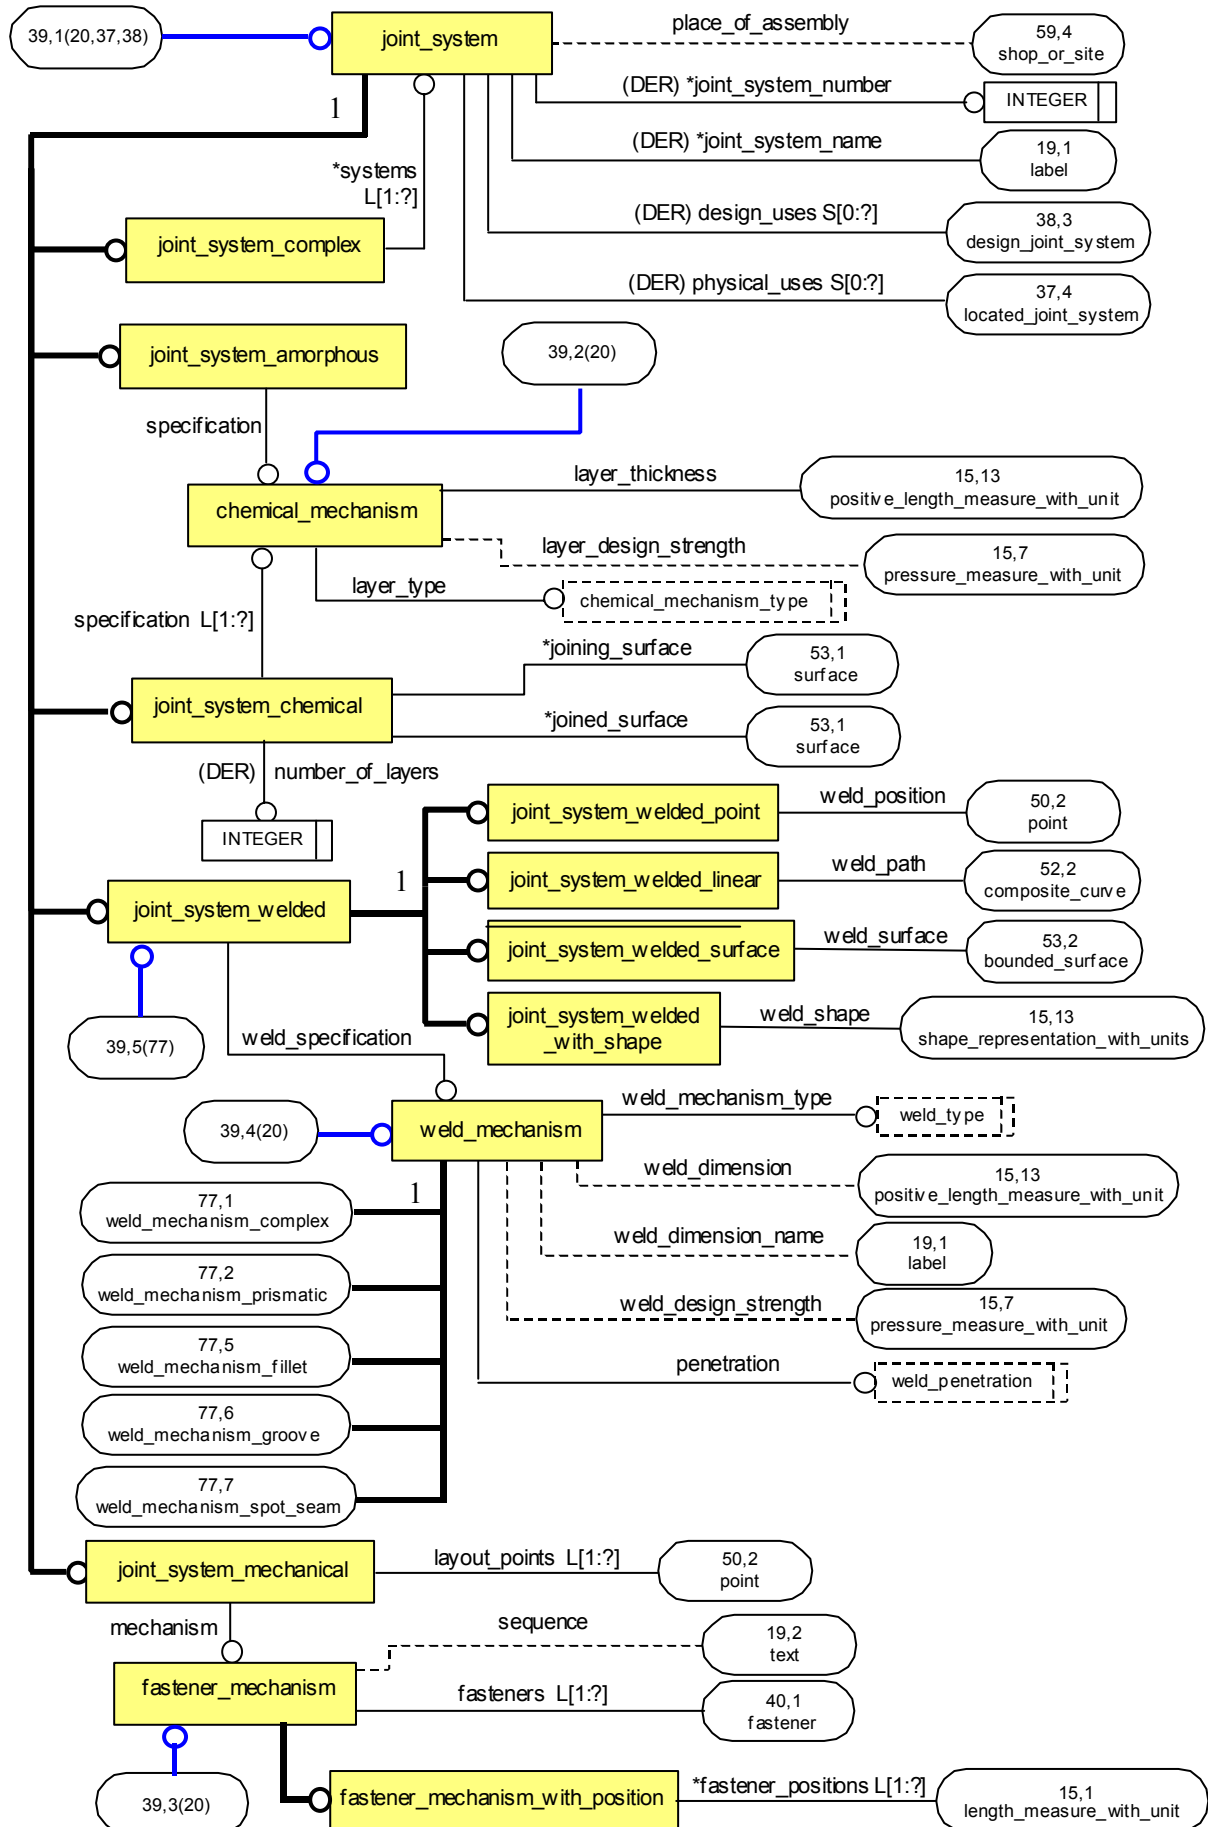 39,1(20,37,38)
joint_system
place_of_assembly
59,4
shop_or_site
1
(DER) *joint_system_number
INTEGER
(DER) *joint_system_name
19,1
label
*systems
L[1:?]
joint_system_complex
(DER) design_uses S[0:?]
38,3
design_joint_system
(DER) physical_uses S[0:?]
37,4
located_joint_system
joint_system_amorphous
39,2(20)
specification
chemical_mechanism
layer_thickness
15,13
positive_length_measure_with_unit
layer_design_strength
15,7
pressure_measure_with_unit
layer_type
chemical_mechanism_type
specification L[1:?]
*joining_surface
53,1
surface
joint_system_chemical
*joined_surface
53,1
surface
(DER) number_of_layers
INTEGER
joint_system_welded_point
weld_position
50,2
point
1
joint_system_welded_linear
weld_path
52,2
composite_curve
joint_system_welded
joint_system_welded_surface
weld_surface
53,2
bounded_surface
joint_system_welded
_with_shape
weld_shape
15,13
shape_representation_with_units
39,5(77)
weld_specification
39,4(20)
weld_mechanism
weld_mechanism_type
weld_type
1
weld_dimension
15,13
positive_length_measure_with_unit
77,1
weld_mechanism_complex
weld_dimension_name
19,1
label
77,2
weld_mechanism_prismatic
weld_design_strength
15,7
pressure_measure_with_unit
77,5
weld_mechanism_fillet
penetration
weld_penetration
77,6
weld_mechanism_groove
77,7
weld_mechanism_spot_seam
joint_system_mechanical
layout_points L[1:?]
50,2
point
mechanism
sequence
19,2
text
fastener_mechanism
fasteners L[1:?]
40,1
fastener
39,3(20)
fastener_mechanism_with_position
*fastener_positions L[1:?]
15,1
length_measure_with_unit